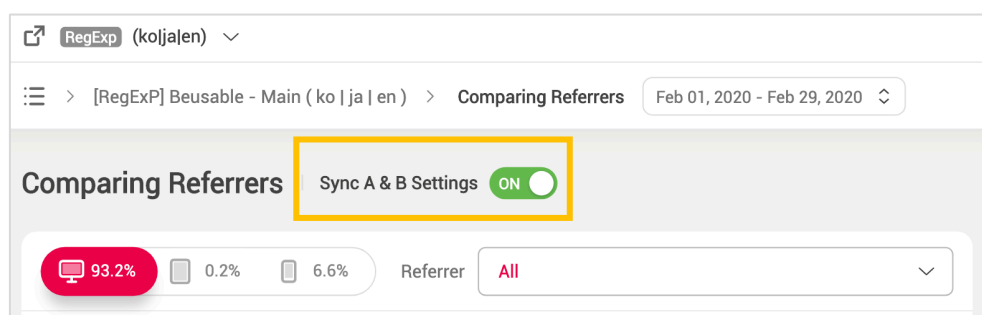 RegExp (ko|ja|en)
[RegExP] Beusable - Main ( ko | ja | en ) > Comparing Referrers Feb 01, 2020 - Feb 29, 2020
Comparing Referrers Sync A & B Settings ON
93.2% 0.2% 6.6% Referrer All